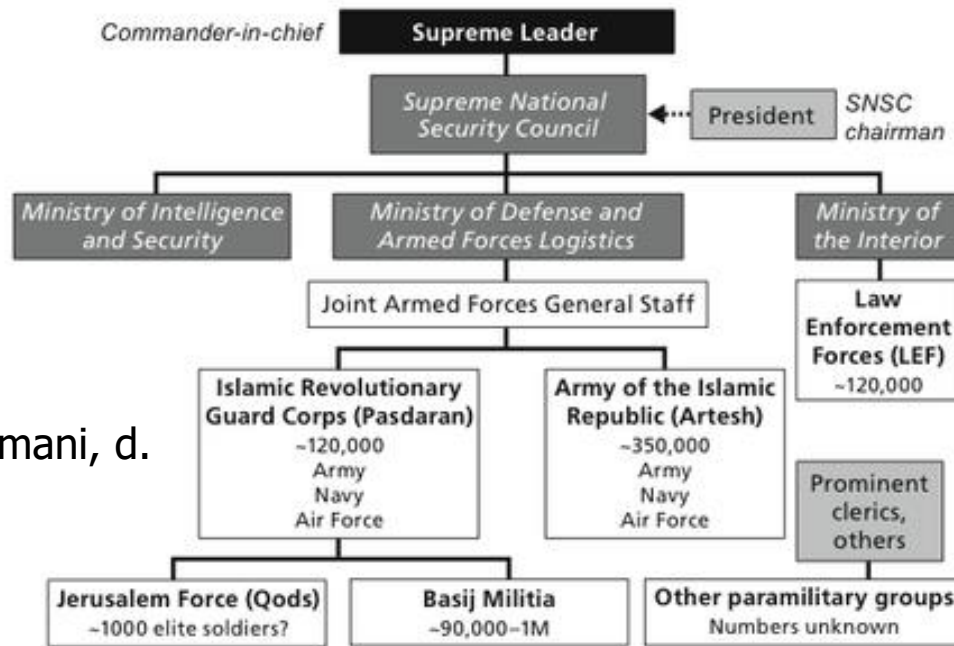 Commander-in-chief
Supreme Leader
Supreme National
Security Council
President
SNSC
chairman
Ministry of Intelligence
and Security
Ministry of Defense and
Armed Forces Logistics
Ministry of
the Interior
Joint Armed Forces General Staff
Law
Enforcement
Forces (LEF)
~120,000
Islamic Revolutionary
Guard Corps (Pasdaran)
~120,000
Army
Navy
Air Force
Army of the Islamic
Republic (Artesh)
~350,000
Army
Navy
Air Force
mani, d.
Prominent
clerics,
others
Jerusalem Force (Qods)
~1000 elite soldiers?
Basij Militia
~90,000–1M
Other paramilitary groups
Numbers unknown